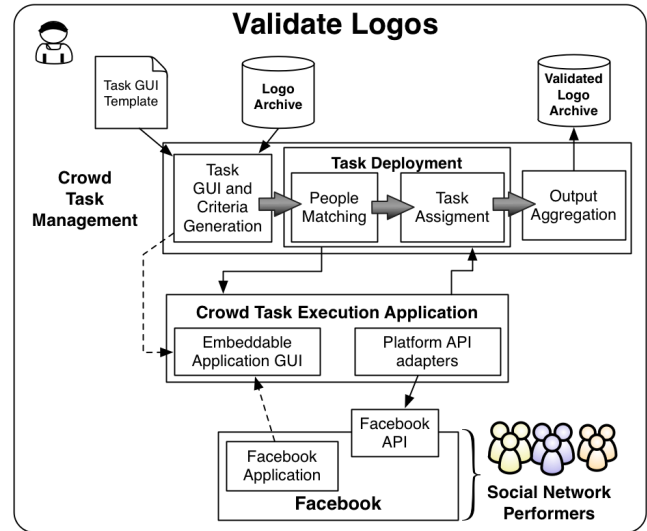 Validate Logos
Task GUI
Template
Logo
Archive
Validated
Logo
Archive
Crowd
Task
Management
Task
GUI and
Criteria
Generation
Task Deployment
People
Matching
Task
Assigment
Output
Aggregation
Crowd Task Execution Application
Embeddable
Application GUI
Platform API
adapters
Facebook
API
Facebook
Application
Facebook
Social Network
Performers